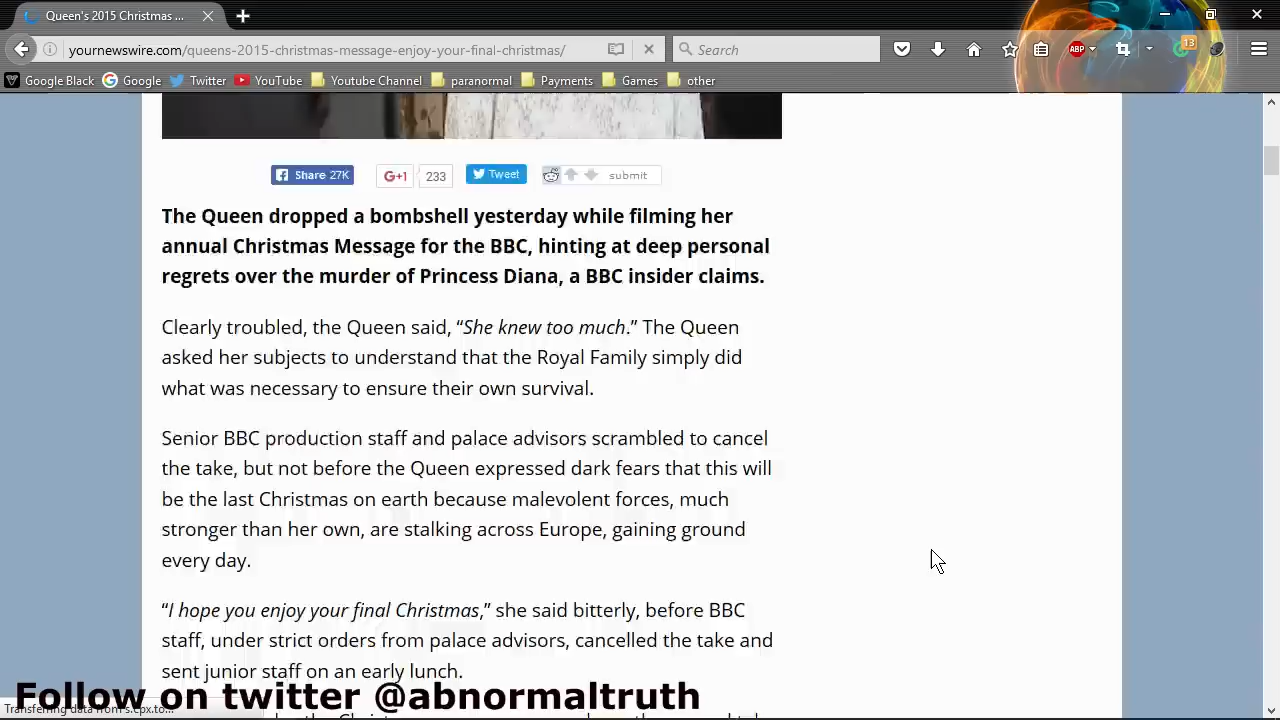 Queen's 2015 Christmas ...
yournewswire.com/queens-2015-christmas-message-enjoy-your-final-christmas/
Search
ABP
13
Google Black
Google
Twitter
YouTube
Youtube Channel
paranormal
Payments
Games
other
Share 27K
G+1
233
Tweet
submit
The Queen dropped a bombshell yesterday while filming her
annual Christmas Message for the BBC, hinting at deep personal
regrets over the murder of Princess Diana, a BBC insider claims.
Clearly troubled, the Queen said, “She knew too much.” The Queen
asked her subjects to understand that the Royal Family simply did
what was necessary to ensure their own survival.
Senior BBC production staff and palace advisors scrambled to cancel
the take, but not before the Queen expressed dark fears that this will
be the last Christmas on earth because malevolent forces, much
stronger than her own, are stalking across Europe, gaining ground
every day.
“I hope you enjoy your final Christmas,” she said bitterly, before BBC
staff, under strict orders from palace advisors, cancelled the take and
sent junior staff on an early lunch.
Follow on twitter @abnormaltruth
Transferring data from s.cpx.to...